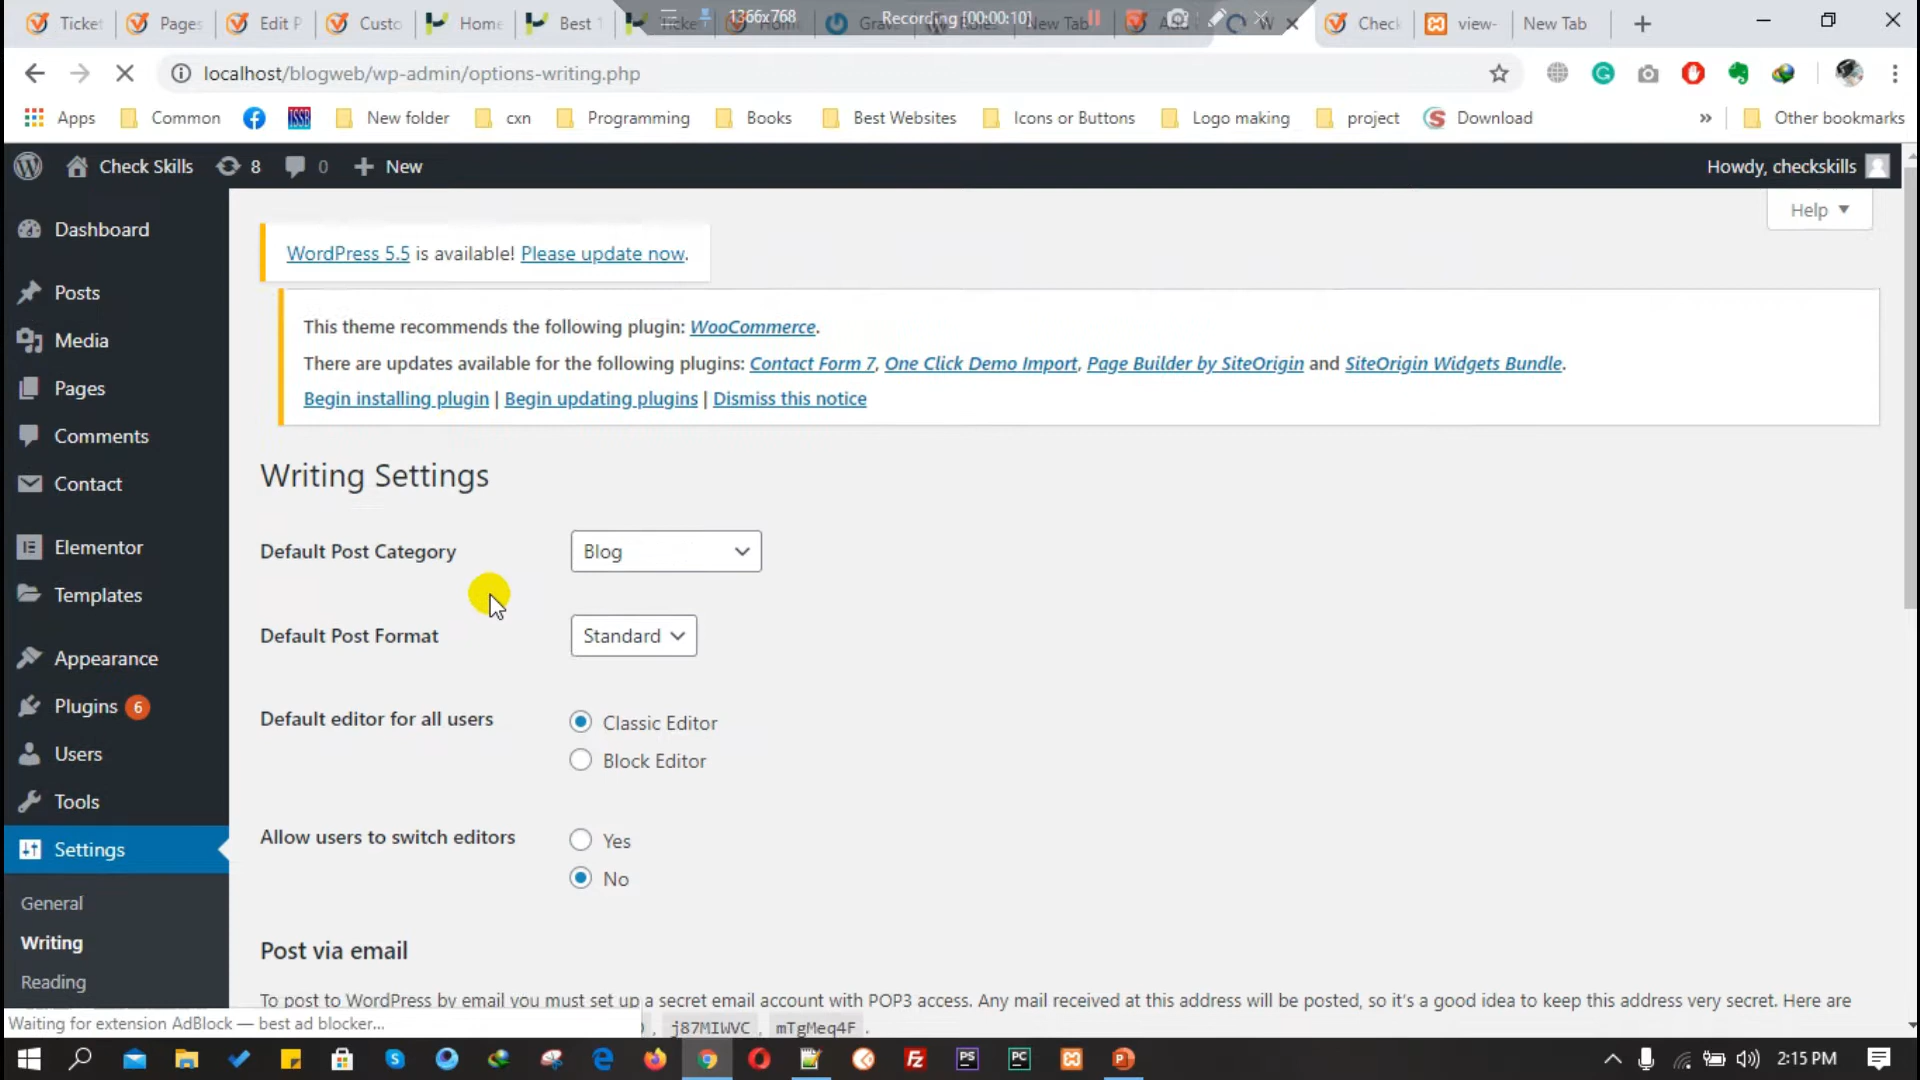 Ticket
Pages
Edit P
Custo
Home
Best 1
1366x768
Recording [00:00:10]
New Tab
Check
view-
New Tab
localhost/blogweb/wp-admin/options-writing.php
Apps
Common
New folder
cxn
Programming
Books
Best Websites
Icons or Buttons
Logo making
project
Download
»
Other bookmarks
Check Skills
8
0
New
Howdy, checkskills
Help
Dashboard
Posts
Media
Pages
Comments
Contact
Elementor
Templates
Appearance
Plugins 6
Users
Tools
Settings
General
Writing
Reading
WordPress 5.5 is available! Please update now.
This theme recommends the following plugin: WooCommerce.
There are updates available for the following plugins: Contact Form 7, One Click Demo Import, Page Builder by SiteOrigin and SiteOrigin Widgets Bundle.
Begin installing plugin | Begin updating plugins | Dismiss this notice
Writing Settings
Default Post Category
Blog
Default Post Format
Standard
Default editor for all users
Classic Editor
Block Editor
Allow users to switch editors
Yes
No
Post via email
To post to WordPress by email you must set up a secret email account with POP3 access. Any mail received at this address will be posted, so it's a good idea to keep this address very secret. Here are
, j87MIWVC , mTgMeq4F .
Waiting for extension AdBlock — best ad blocker...
2:15 PM